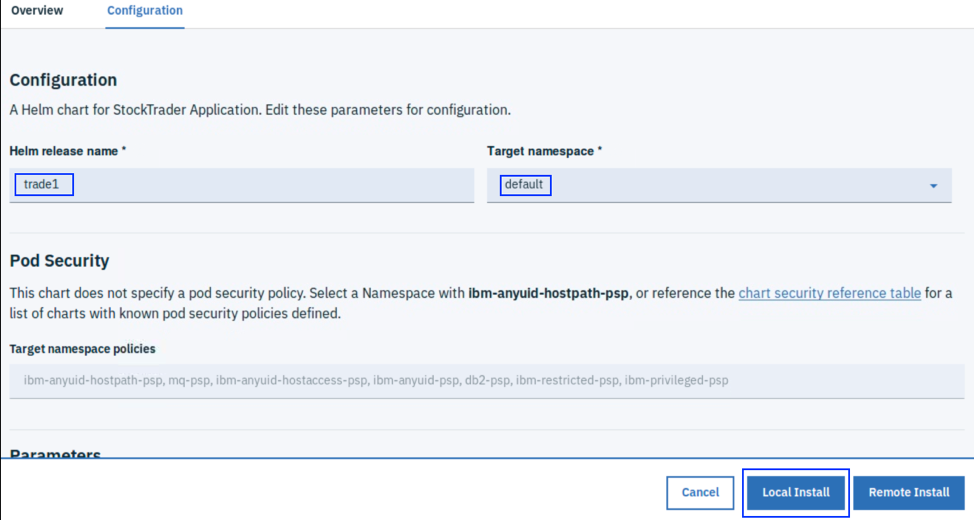 Overview Configuration
Configuration
A Helm chart for StockTrader Application. Edit these parameters for configuration.
Helm release name * Target namespace *
trade1 default
Pod Security
This chart does not specify a pod security policy. Select a Namespace with ibm-anyuid-hostpath-psp, or reference the chart security reference table for a
list of charts with known pod security policies defined.
Target namespace policies
ibm-anyuid-hostpath-psp, mq-psp, ibm-anyuid-hostaccess-psp, ibm-anyuid-psp, db2-psp, ibm-restricted-psp, ibm-privileged-psp
Parameters
Cancel Local Install Remote Install